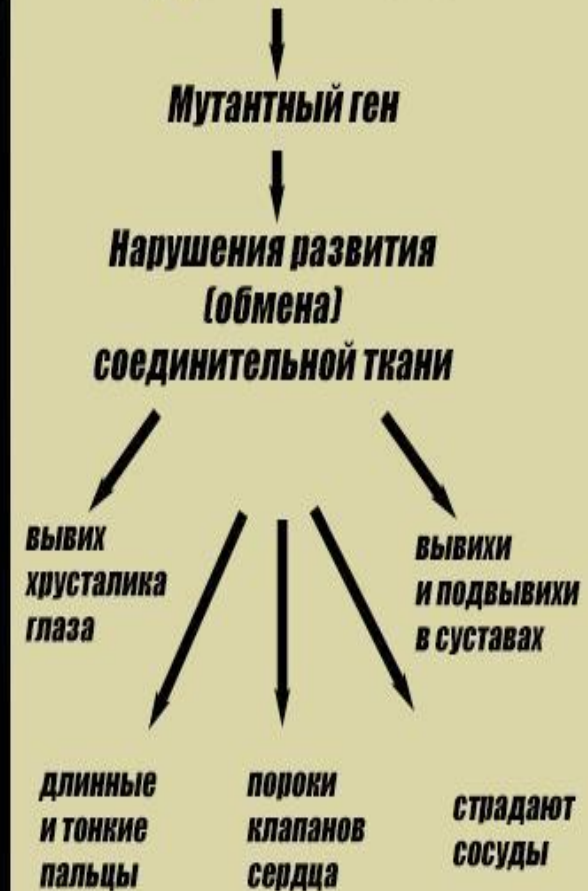 Мутантный ген
Нарушения развития
(обмена)
соединительной ткани
вывих
хрусталика
глаза
вывихи
и подвывихи
в суставах
длинные
и тонкие
пальцы
пороки
клапанов
сердца
страдают
сосуды